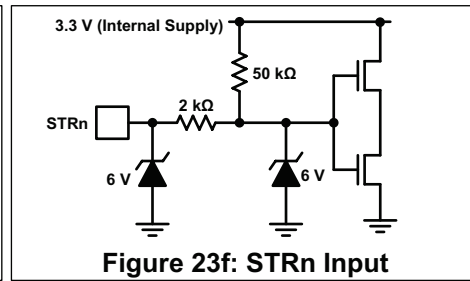 3.3 V (Internal Supply)
50 kΩ
2 kΩ
STRn
6 V
6 V
Figure 23f: STRn Input